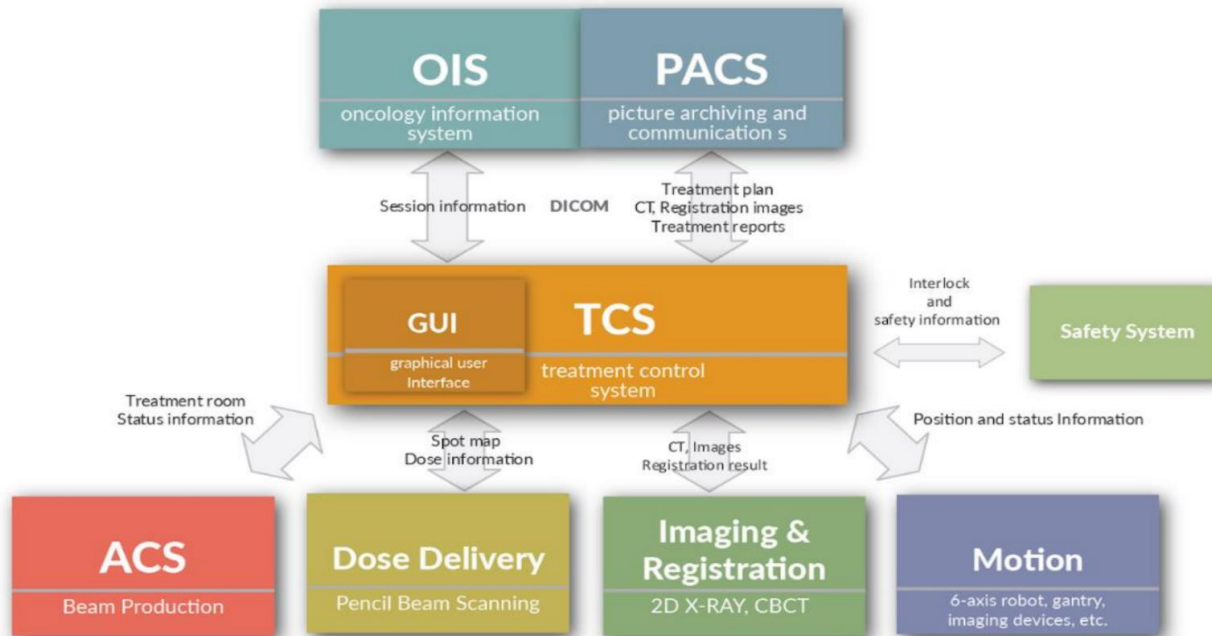 OIS
oncology information
system
PACS
picture archiving and
communication s
Session information
DICOM
Treatment plan
CT, Registration images
Treatment reports
GUI
graphical user
Interface
TCS
treatment control
system
Interlock
and
safety information
Safety System
Treatment room
Status information
Spot map
Dose information
CT, Images
Registration result
Position and status Information
ACS
Beam Production
Dose Delivery
Pencil Beam Scanning
Imaging &
Registration
2D X-RAY, CBCT
Motion
6-axis robot, gantry,
imaging devices, etc.